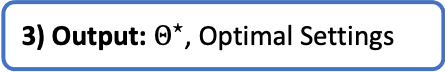 3) Output: Θ*, Optimal Settings